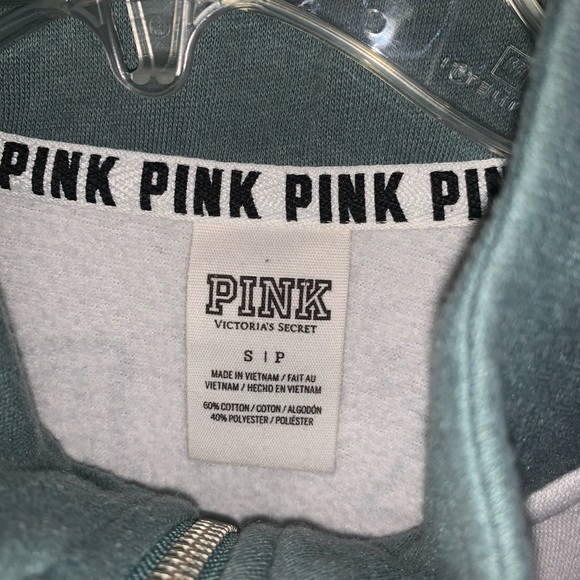 PINK PINK PINK PIN
PINK
VICTORIA'S SECRET
S | P
MADE IN VIETNAM / FAIT AU
VIETNAM / HECHO EN VIETNAM
60% COTTON / COTON / ALGODÓN
40% POLYESTER / POLIÉSTER